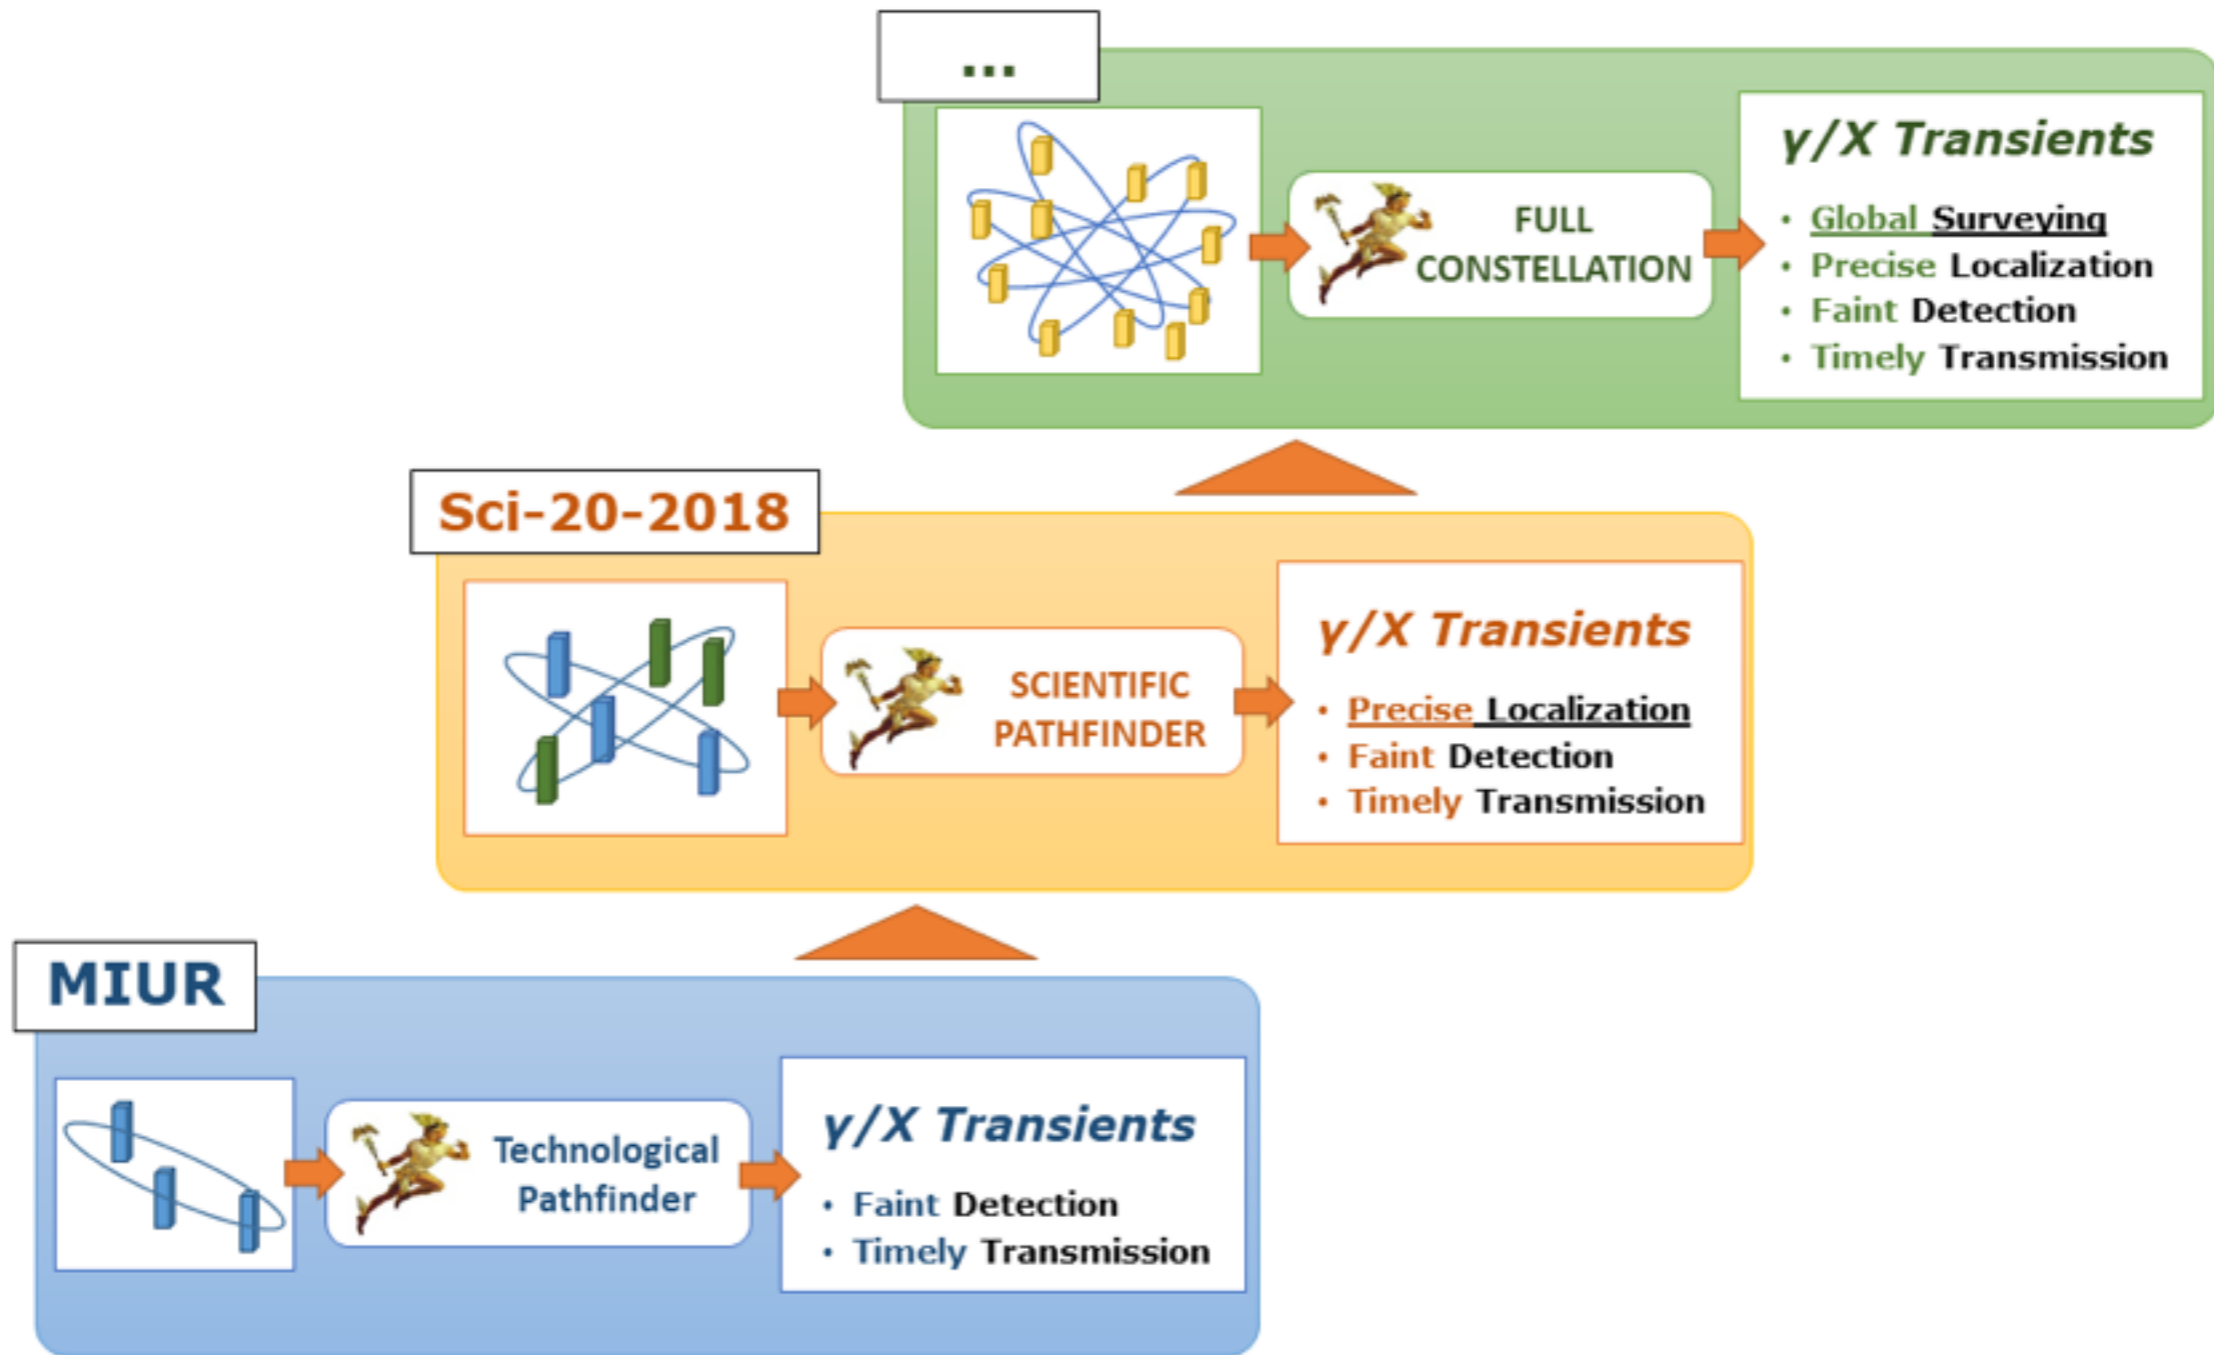 ...
γ/X Transients
FULL
CONSTELLATION
• Global Surveying
• Precise Localization
• Faint Detection
• Timely Transmission
Sci-20-2018
γ/X Transients
SCIENTIFIC
PATHFINDER
• Precise Localization
• Faint Detection
• Timely Transmission
MIUR
γ/X Transients
Technological
Pathfinder
• Faint Detection
• Timely Transmission